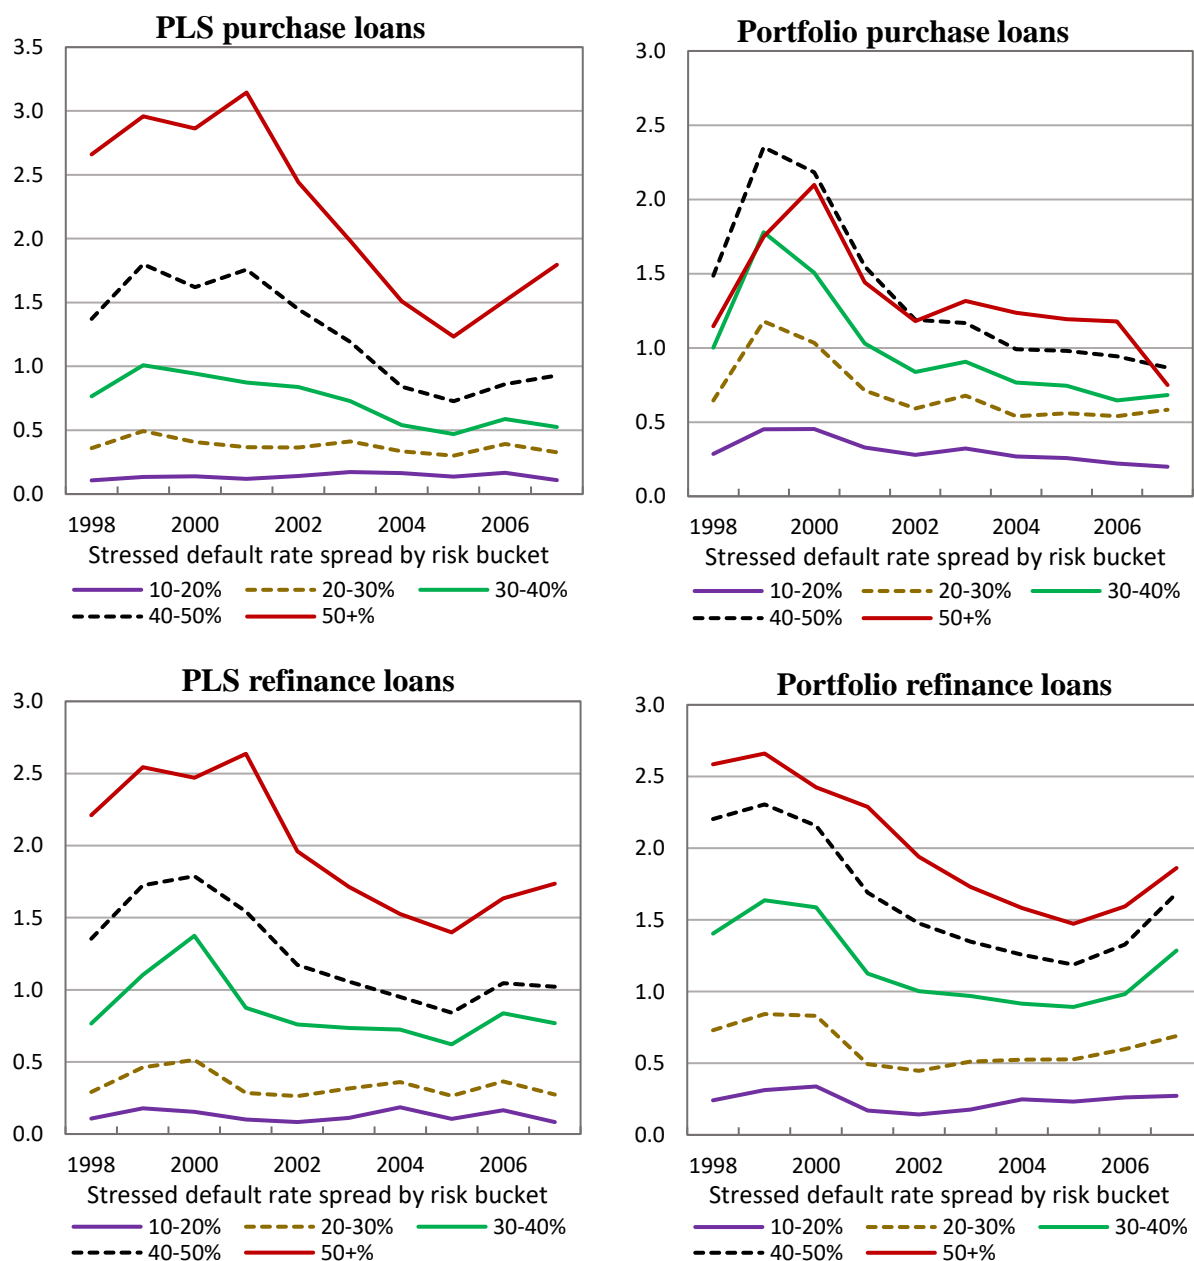 PLS purchase loans
3.5
3.0
2.5
2.0
1.5
1.0
0.5
0.0
1998 2000 2002 2004 2006
Stressed default rate spread by risk bucket
10-20% 20-30% 30-40%
40-50% 50+%
Portfolio purchase loans
3.0
2.5
2.0
1.5
1.0
0.5
0.0
1998 2000 2002 2004 2006
Stressed default rate spread by risk bucket
10-20% 20-30% 30-40%
40-50% 50+%
PLS refinance loans
3.0
2.5
2.0
1.5
1.0
0.5
0.0
1998 2000 2002 2004 2006
Stressed default rate spread by risk bucket
10-20% 20-30% 30-40%
40-50% 50+%
Portfolio refinance loans
3.0
2.5
2.0
1.5
1.0
0.5
0.0
1998 2000 2002 2004 2006
Stressed default rate spread by risk bucket
10-20% 20-30% 30-40%
40-50% 50+%